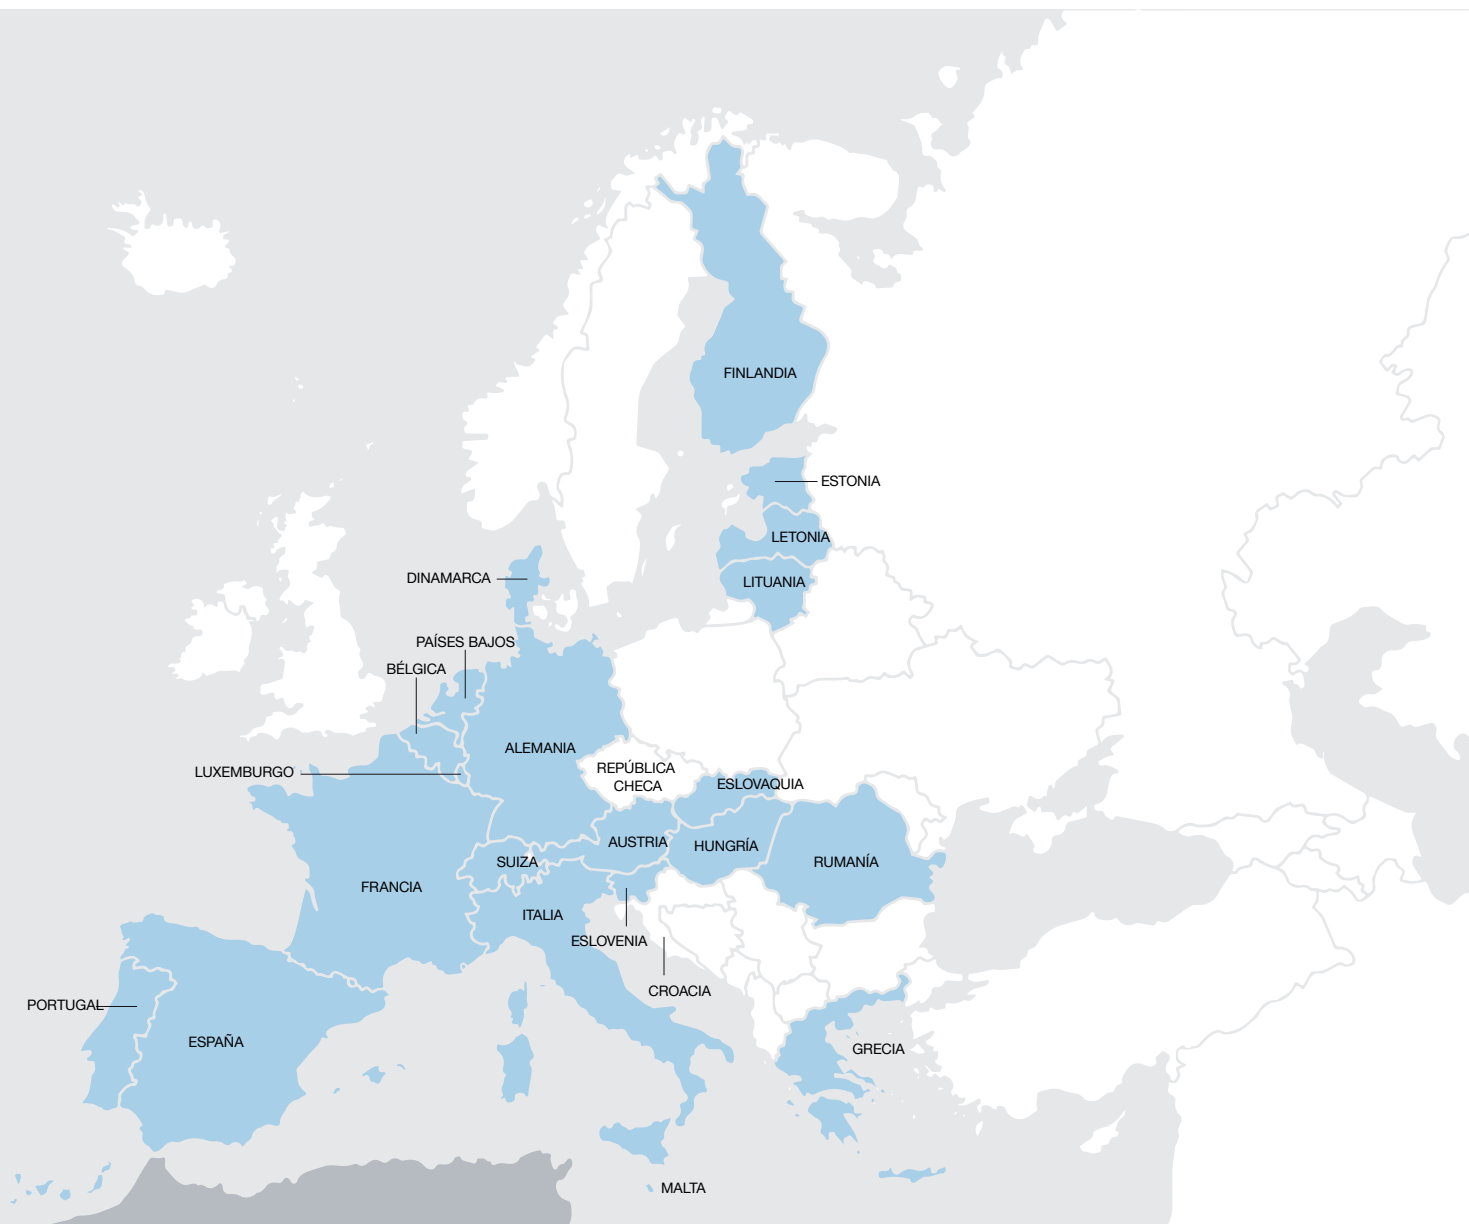 FINLANDIA
ESTONIA
LETONIA
DINAMARCA
LITUANIA
PAÍSES BAJOS
BÉLGICA
ALEMANIA
LUXEMBURGO
REPÚBLICA
CHECA
ESLOVAQUIA
AUSTRIA
HUNGRÍA
SUIZA
RUMANÍA
FRANCIA
ITALIA
ESLOVENIA
CROACIA
PORTUGAL
ESPAÑA
GRECIA
MALTA